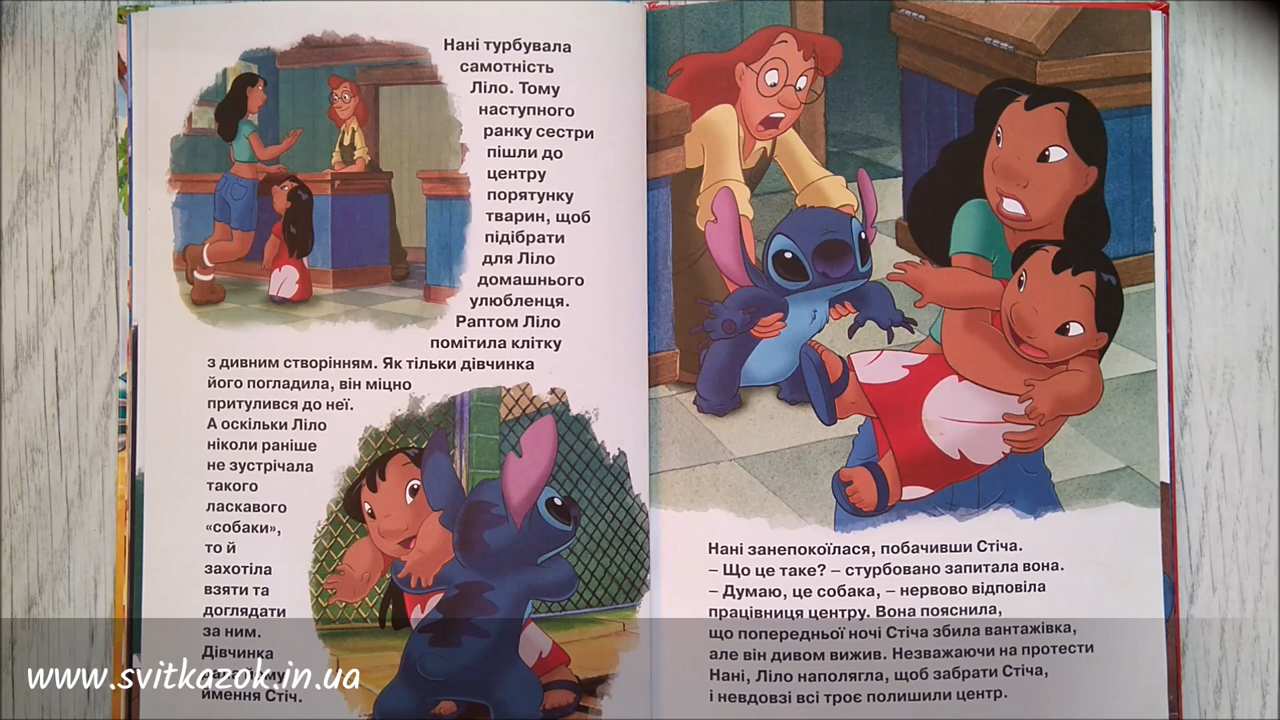 Нані турбувала
самотність
Ліло. Тому
наступного
ранку сестри
пішли до
центру
порятунку
тварин, щоб
підібрати
для Ліло
домашнього
улюбленця.
Раптом Ліло
помітила клітку
з дивним створінням. Як тільки дівчинка
його погладила, він міцно
притулився до неї.
А оскільки Ліло
ніколи раніше
не зустрічала
такого
ласкавого
«собаки»,
то й
захотіла
взяти та
доглядати
за ним.
Дівчинка
імення Стіч.
Нані занепокоїлася, побачивши Стіча.
– Що це таке? – стурбовано запитала вона.
– Думаю, це собака, – нервово відповіла
працівниця центру. Вона пояснила,
що попередньої ночі Стіча збила вантажівка,
але він дивом вижив. Незважаючи на протести
Нані, Ліло наполягла, щоб забрати Стіча,
і невдовзі всі троє полишили центр.
www.svitkazok.in.ua